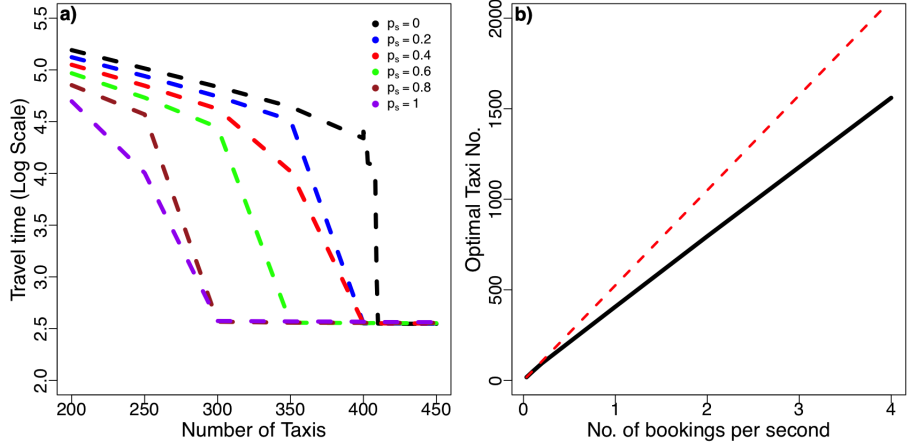 a)
Travel time (Log Scale)
5.5
5.0
4.5
4.0
3.5
3.0
2.5
2.0
pₛ = 0
pₛ = 0.2
pₛ = 0.4
pₛ = 0.6
pₛ = 0.8
pₛ = 1
200 250 300 350 400 450
Number of Taxis
b)
Optimal Taxi No.
2000
1500
1000
500
0
0 1 2 3 4
No. of bookings per second